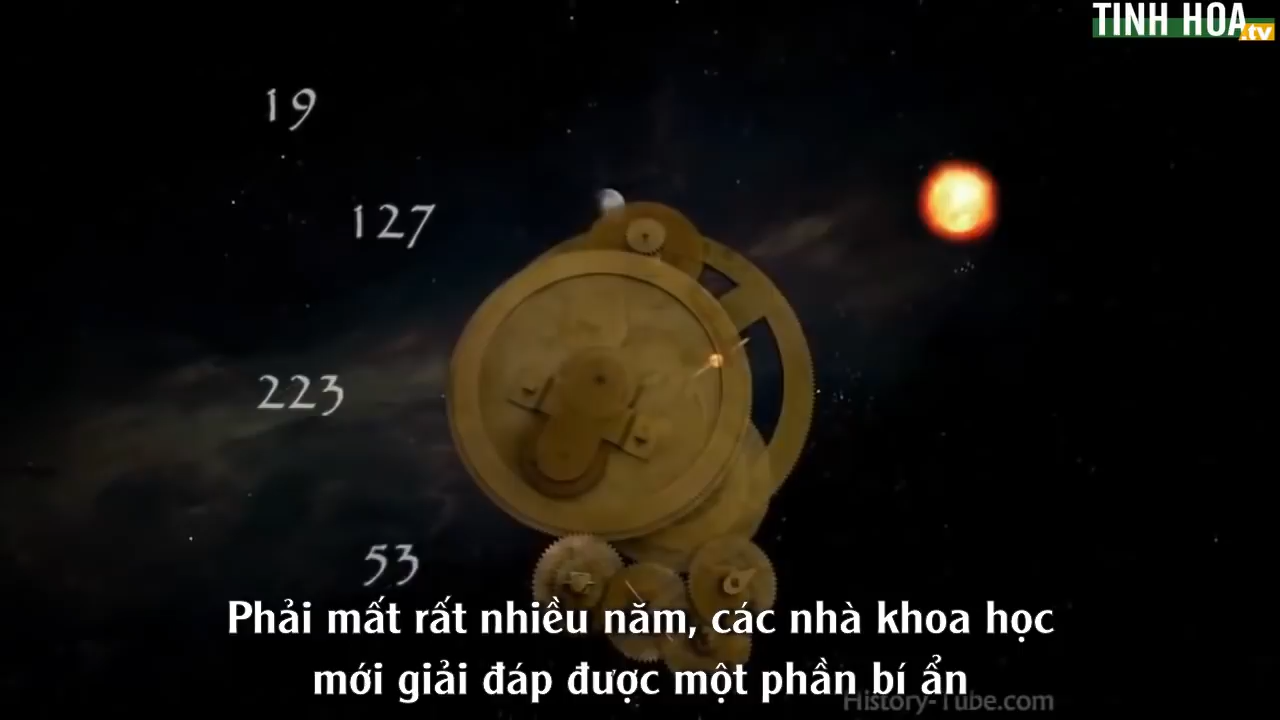 TINH HOA
.tv
19
127
223
53
Phải mất rất nhiều năm, các nhà khoa học
mới giải đáp được một phần bí ẩn
History-Tube.com